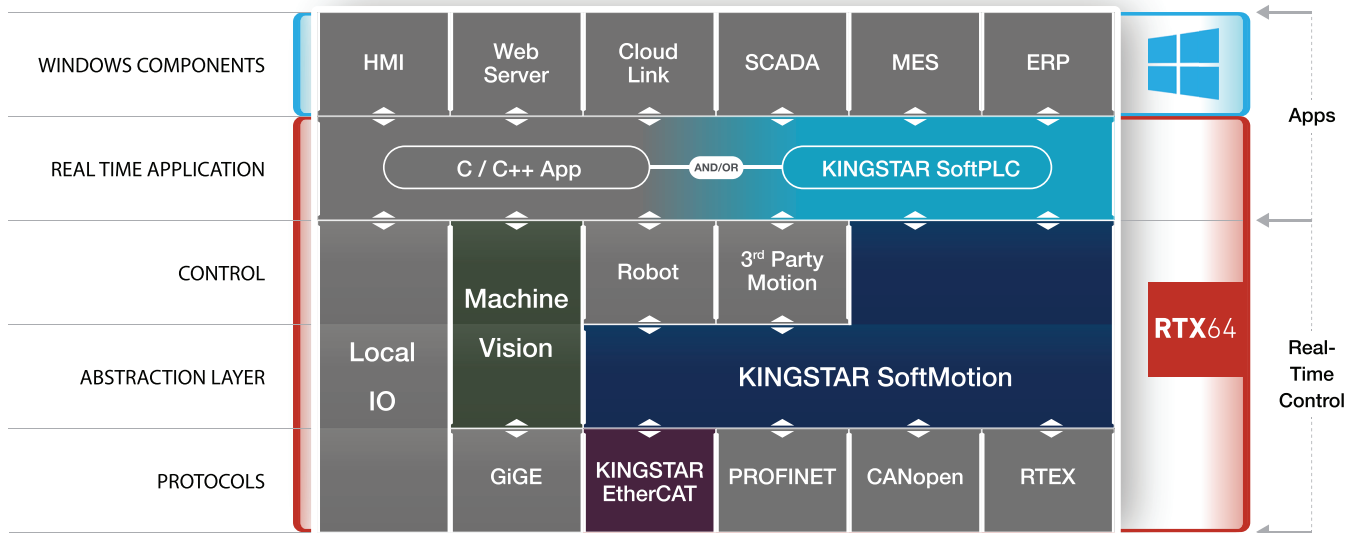 WINDOWS COMPONENTS
HMI
Web
Server
Cloud
Link
SCADA
MES
ERP
Apps
REAL TIME APPLICATION
C / C++ App
AND/OR
KINGSTAR SoftPLC
CONTROL
Machine
Vision
Robot
3rd Party
Motion
RTX64
ABSTRACTION LAYER
Local
IO
KINGSTAR SoftMotion
Real-
Time
Control
PROTOCOLS
GiGE
KINGSTAR
EtherCAT
PROFINET
CANopen
RTEX